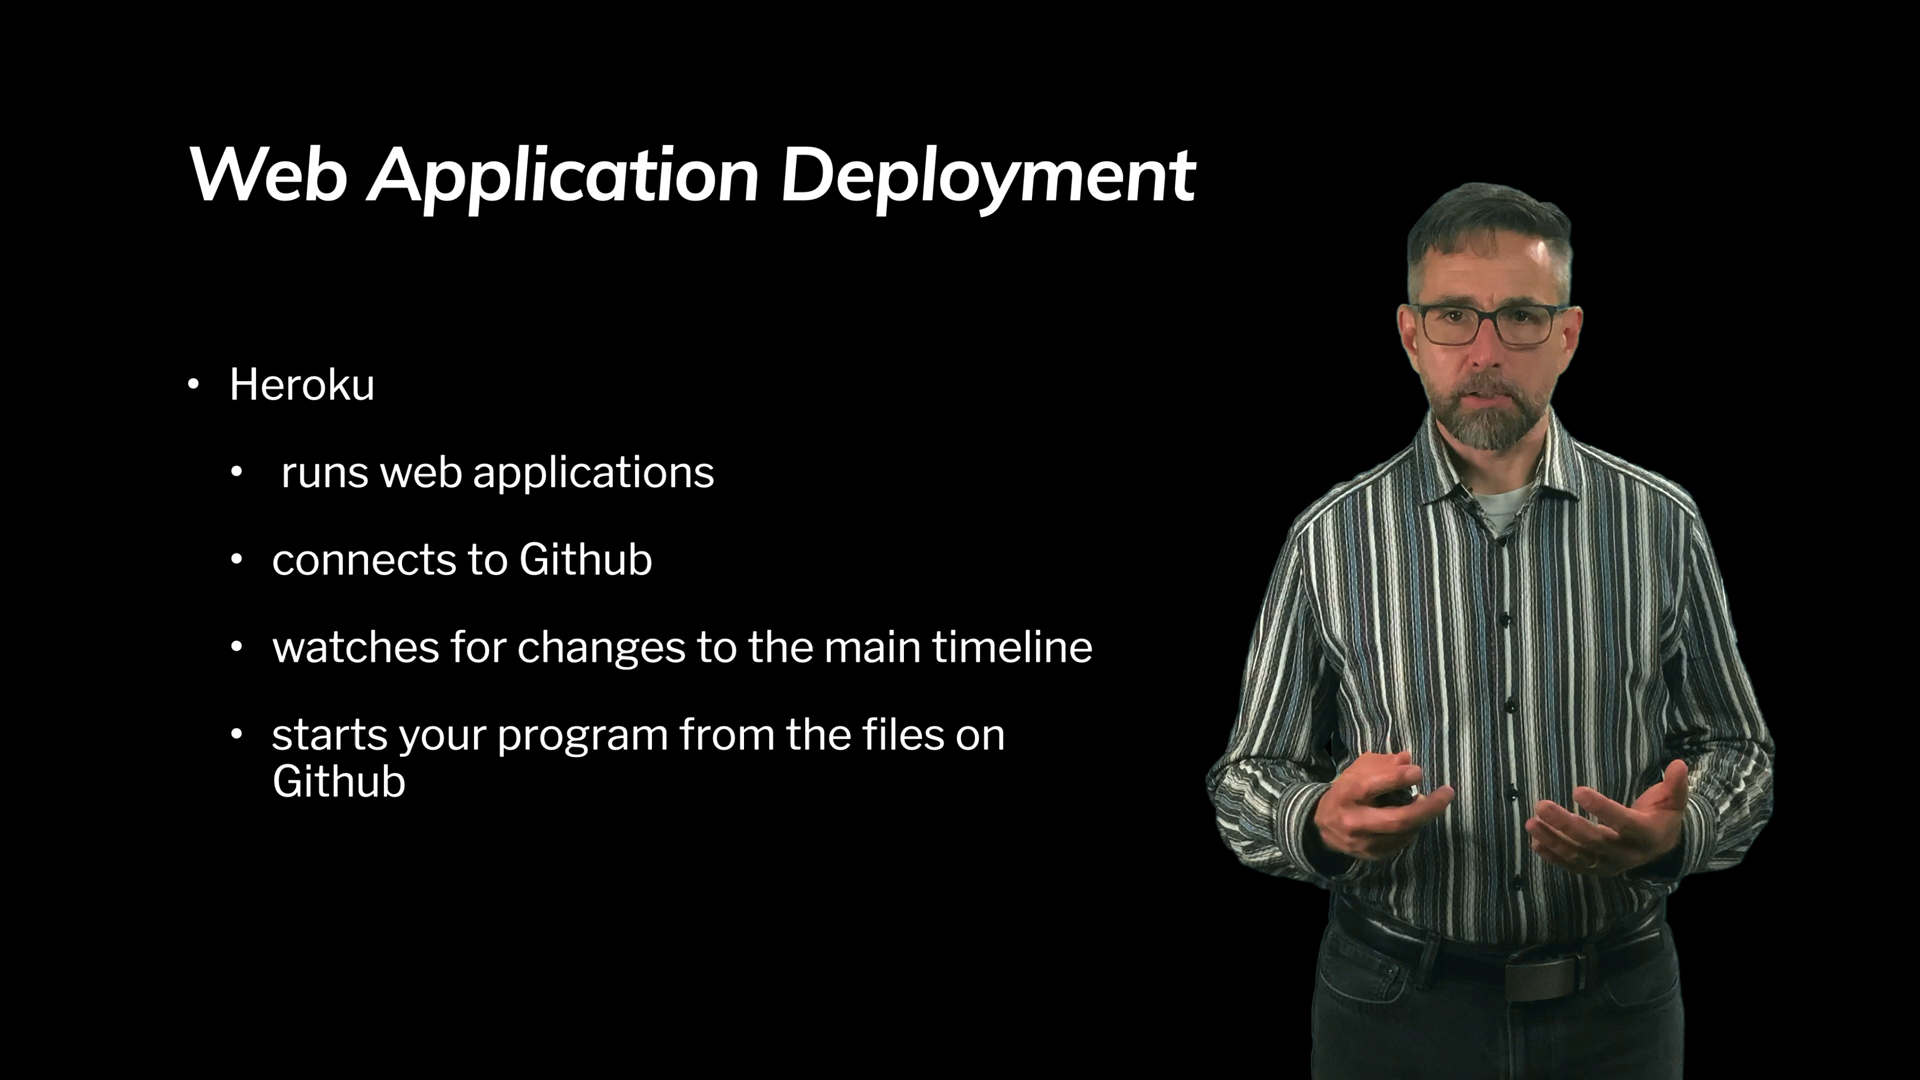 Web Application Deployment
• Heroku
• runs web applications
• connects to Github
• watches for changes to the main timeline
• starts your program from the files on
Github